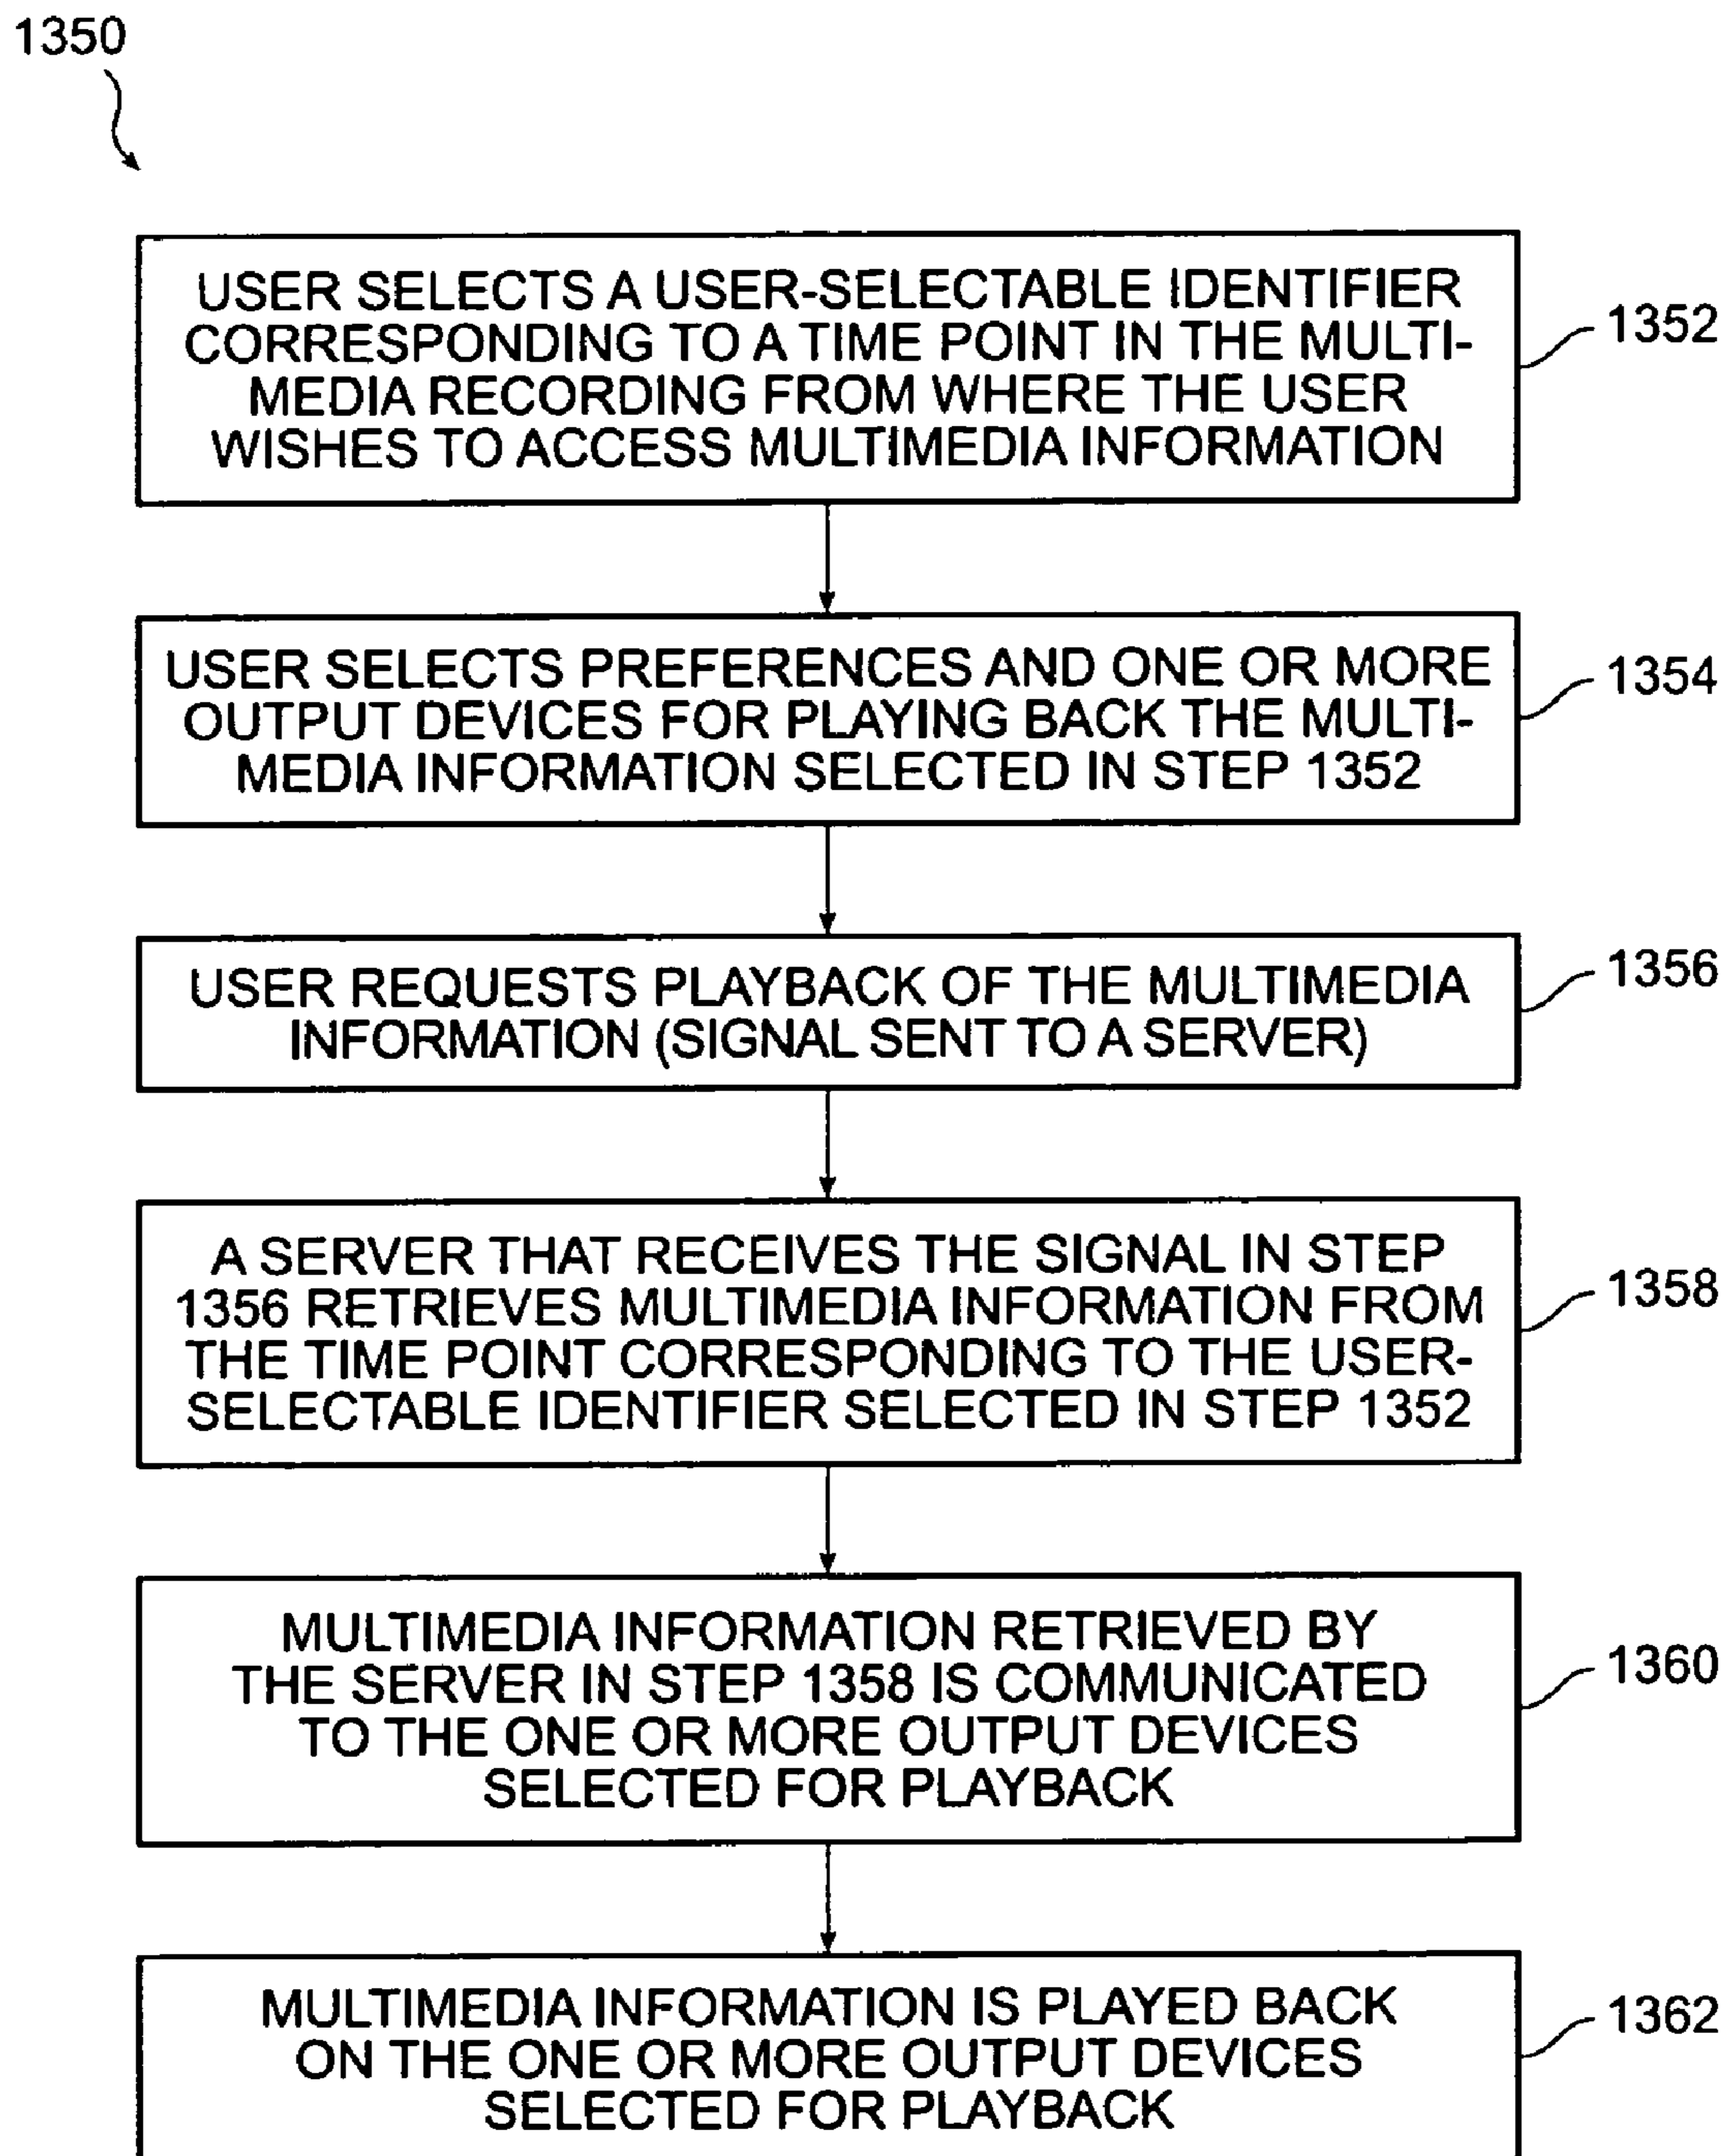 1350
USER SELECTS A USER-SELECTABLE IDENTIFIER
CORRESPONDING TO A TIME POINT IN THE MULTI-
MEDIA RECORDING FROM WHERE THE USER
WISHES TO ACCESS MULTIMEDIA INFORMATION
1352
USER SELECTS PREFERENCES AND ONE OR MORE
OUTPUT DEVICES FOR PLAYING BACK THE MULTI-
MEDIA INFORMATION SELECTED IN STEP 1352
1354
USER REQUESTS PLAYBACK OF THE MULTIMEDIA
INFORMATION (SIGNAL SENT TO A SERVER)
1356
A SERVER THAT RECEIVES THE SIGNAL IN STEP
1356 RETRIEVES MULTIMEDIA INFORMATION FROM
THE TIME POINT CORRESPONDING TO THE USER-
SELECTABLE IDENTIFIER SELECTED IN STEP 1352
1358
MULTIMEDIA INFORMATION RETRIEVED BY
THE SERVER IN STEP 1358 IS COMMUNICATED
TO THE ONE OR MORE OUTPUT DEVICES
SELECTED FOR PLAYBACK
1360
MULTIMEDIA INFORMATION IS PLAYED BACK
ON THE ONE OR MORE OUTPUT DEVICES
SELECTED FOR PLAYBACK
1362